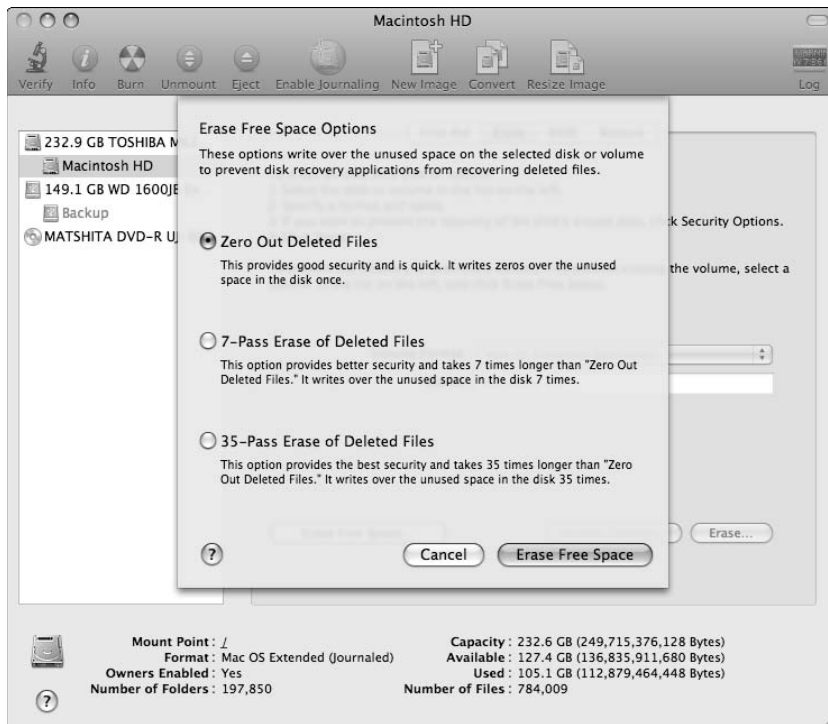 Macintosh HD
Verify Info Burn Unmount Eject Enable Journaling New Image Convert Resize Image Log
232.9 GB TOSHIBA
Macintosh HD
149.1 GB WD 1600JB
Backup
MATSHITA DVD-R UJ
Erase Free Space Options
These options write over the unused space on the selected disk or volume
to prevent disk recovery applications from recovering deleted files.
k Security Options.
Zero Out Deleted Files
This provides good security and is quick. It writes zeros over the unused
space in the disk once.
the volume, select a
7-Pass Erase of Deleted Files
This option provides better security and takes 7 times longer than "Zero Out
Deleted Files." It writes over the unused space in the disk 7 times.
35-Pass Erase of Deleted Files
This option provides the best security and takes 35 times longer than "Zero
Out Deleted Files." It writes over the unused space in the disk 35 times.
? Cancel Erase Free Space Erase...
Mount Point : /
Format : Mac OS Extended (Journaled)
Owners Enabled : Yes
Number of Folders : 197,850
Capacity : 232.6 GB (249,715,376,128 Bytes)
Available : 127.4 GB (136,835,911,680 Bytes)
Used : 105.1 GB (112,879,464,448 Bytes)
Number of Files : 784,009
?